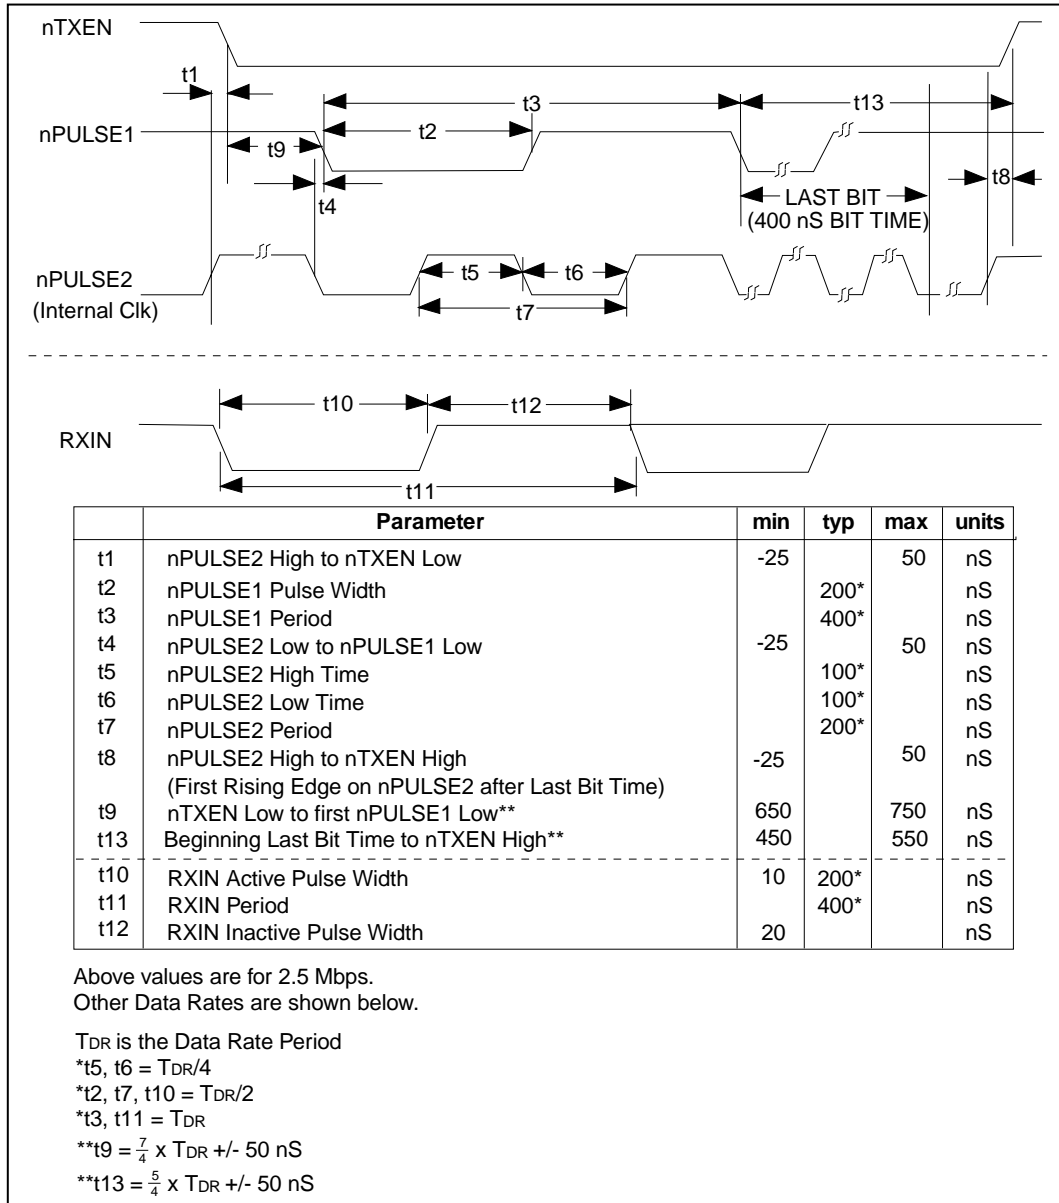 nTXEN
t1
t3
t13
nPULSE1
t2
t9
t4
t8
LAST BIT
(400 nS BIT TIME)
nPULSE2
(Internal Clk)
t5
t6
t7
t10
t12
RXIN
t11
Parameter min typ max units
t1 nPULSE2 High to nTXEN Low -25 50 nS
t2 nPULSE1 Pulse Width 200* nS
t3 nPULSE1 Period 400* nS
t4 nPULSE2 Low to nPULSE1 Low -25 50 nS
t5 nPULSE2 High Time 100* nS
t6 nPULSE2 Low Time 100* nS
t7 nPULSE2 Period 200* nS
t8 nPULSE2 High to nTXEN High -25 50 nS
(First Rising Edge on nPULSE2 after Last Bit Time)
t9 nTXEN Low to first nPULSE1 Low** 650 750 nS
t13 Beginning Last Bit Time to nTXEN High** 450 550 nS
t10 RXIN Active Pulse Width 10 200* nS
t11 RXIN Period 400* nS
t12 RXIN Inactive Pulse Width 20 nS
Above values are for 2.5 Mbps.
Other Data Rates are shown below.
TDR is the Data Rate Period
*t5, t6 = TDR/4
*t2, t7, t10 = TDR/2
*t3, t11 = TDR
**t9 = 7/4 x TDR +/- 50 nS
**t13 = 5/4 x TDR +/- 50 nS